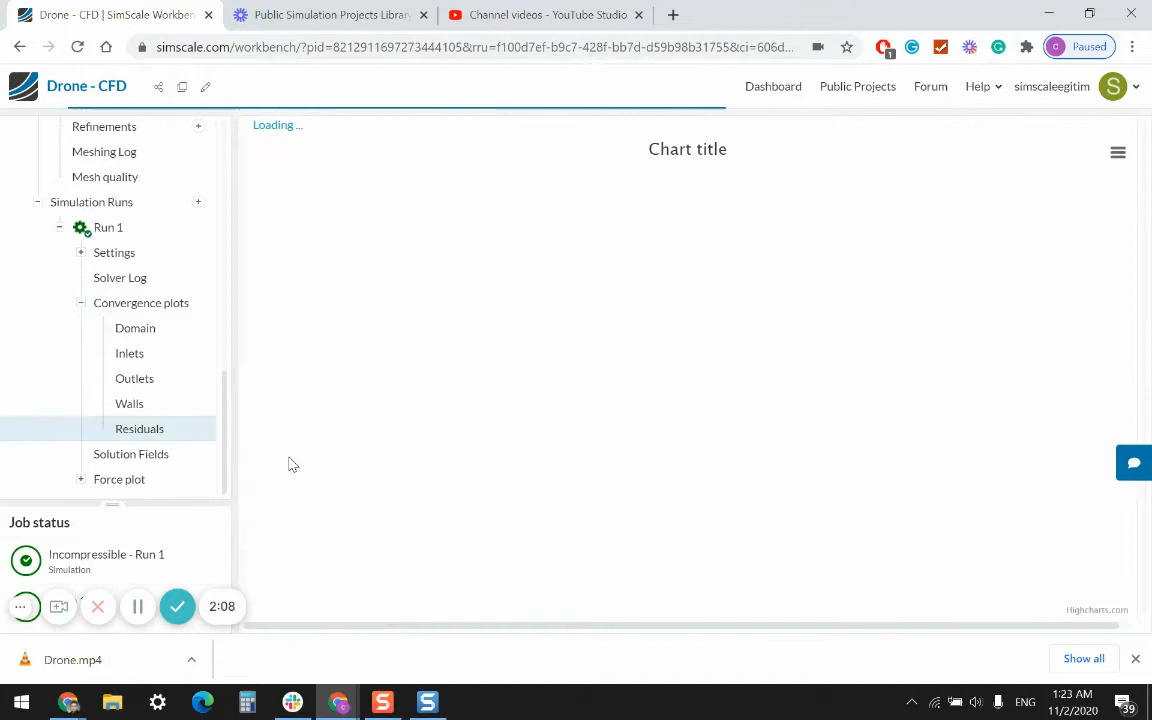 Drone - CFD | SimScale Workben
Public Simulation Projects Library
Channel videos - YouTube Studio
simscale.com/workbench/?pid=8212911697273444105&rru=f100d7ef-b9c7-428f-bb7d-d59b98b31755&ci=606d...
1
C
Paused
Drone - CFD
Dashboard
Public Projects
Forum
Help
simscaleegitim
S
Refinements
Meshing Log
Mesh quality
Simulation Runs
Run 1
Settings
Solver Log
Convergence plots
Domain
Inlets
Outlets
Walls
Residuals
Solution Fields
Force plot
Loading ...
Chart title
Highcharts.com
Job status
Incompressible - Run 1
Simulation
2:08
Drone.mp4
Show all
S
S
ENG
1:23 AM
11/2/2020
39